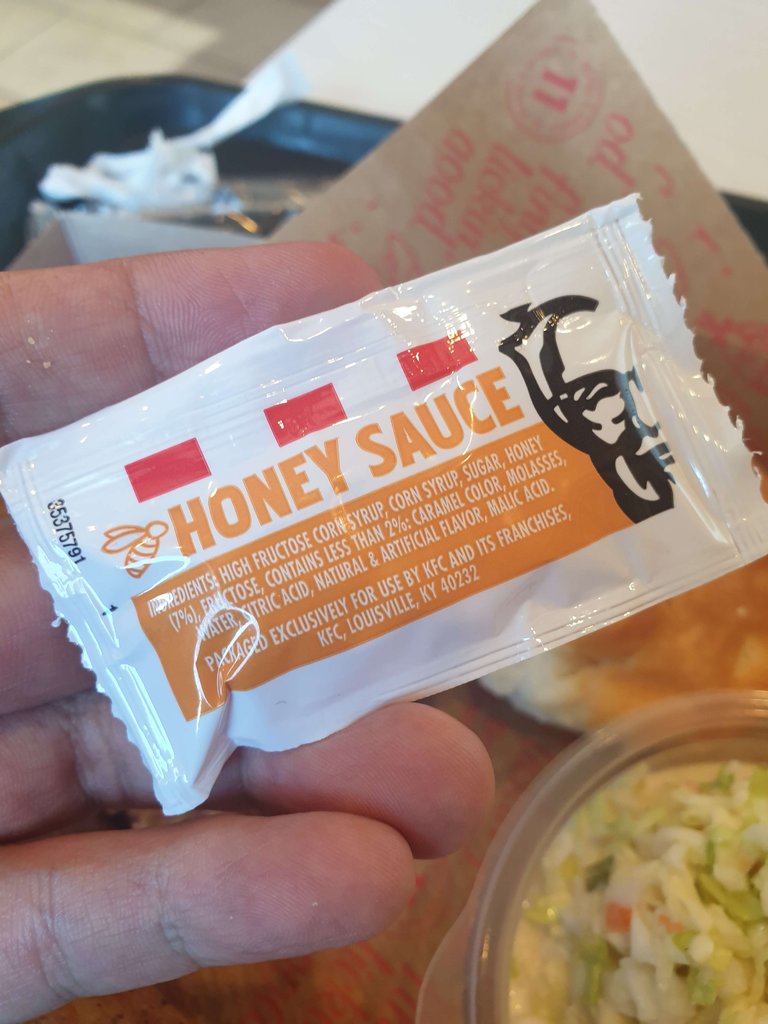 11
good
HONEY SAUCE
INGREDIENTS: HIGH FRUCTOSE CORN SYRUP, CORN SYRUP, SUGAR, HONEY
(7%), FRUCTOSE, CONTAINS LESS THAN 2%: CARAMEL COLOR, MOLASSES,
WATER, CITRIC ACID, NATURAL & ARTIFICIAL FLAVOR, MALIC ACID.
PACKAGED EXCLUSIVELY FOR USE BY KFC AND ITS FRANCHISES,
KFC, LOUISVILLE, KY 40232
35375791